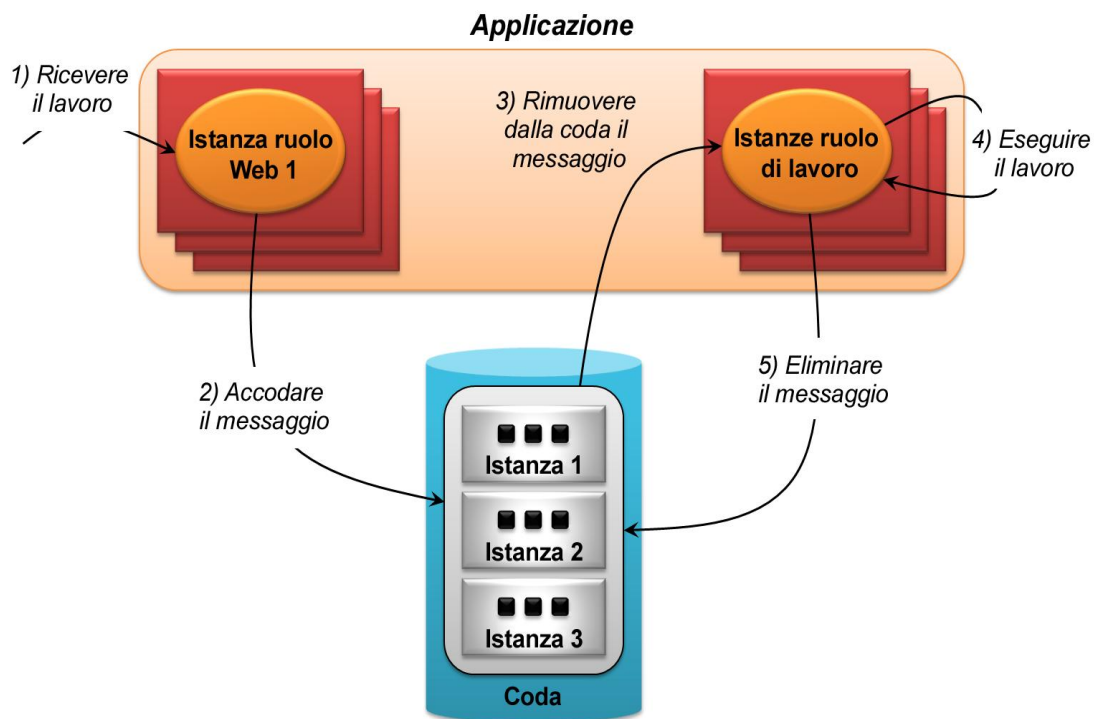 Applicazione
1) Ricevere
il lavoro
Istanza ruolo
Web 1
3) Rimuovere
dalla coda il
messaggio
Istanze ruolo
di lavoro
4) Eseguire
il lavoro
2) Accodare
il messaggio
5) Eliminare
il messaggio
Istanza 1
Istanza 2
Istanza 3
Coda